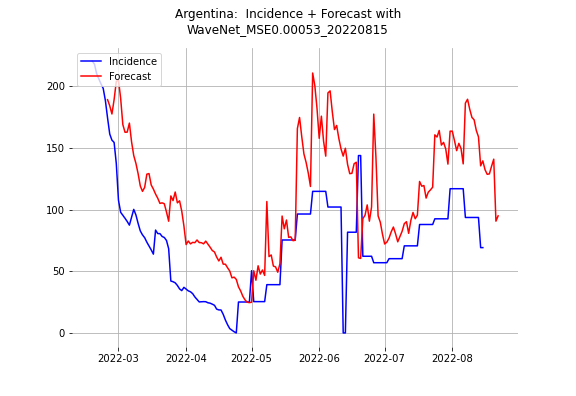 Argentina: Incidence + Forecast with
WaveNet_MSE0.00053_20220815
Incidence
Forecast
200
150
100
50
0
2022-03 2022-04 2022-05 2022-06 2022-07 2022-08